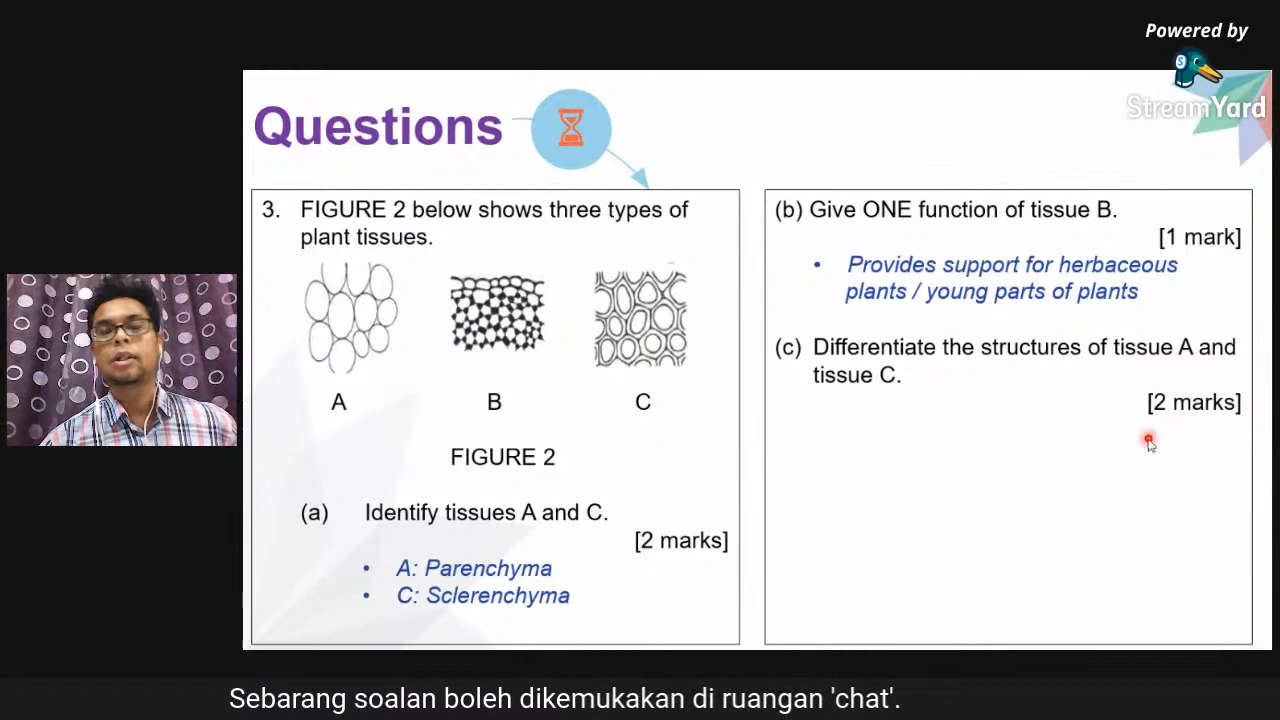 Powered by
StreamYard
Questions
3. FIGURE 2 below shows three types of
plant tissues.
A B C
FIGURE 2
(a) Identify tissues A and C.
[2 marks]
• A: Parenchyma
• C: Sclerenchyma
(b) Give ONE function of tissue B.
[1 mark]
• Provides support for herbaceous
plants / young parts of plants
(c) Differentiate the structures of tissue A and
tissue C.
[2 marks]
Sebarang soalan boleh dikemukakan di ruangan 'chat'.